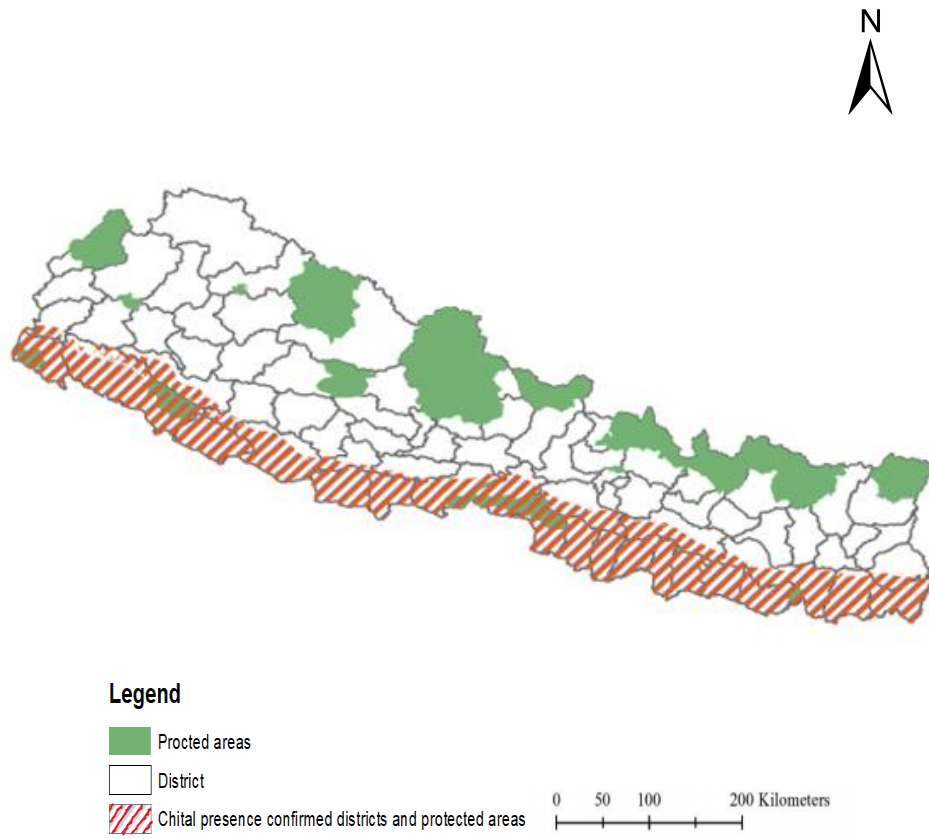 N
Legend
Procted areas
District
Chital presence confirmed districts and protected areas
0 50 100 200 Kilometers